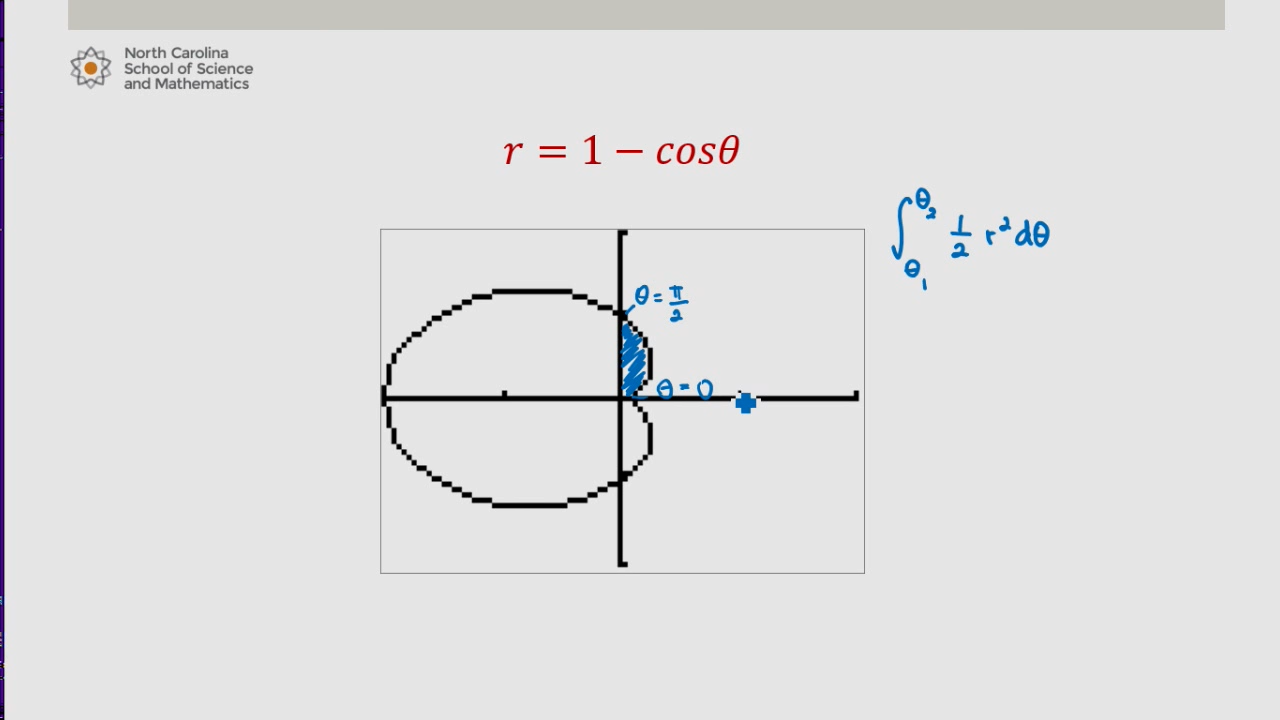 North Carolina
School of Science
and Mathematics
r = 1 − cosθ
∫θ₁^θ₂ 1/2 r² dθ
θ = π/2
θ = 0